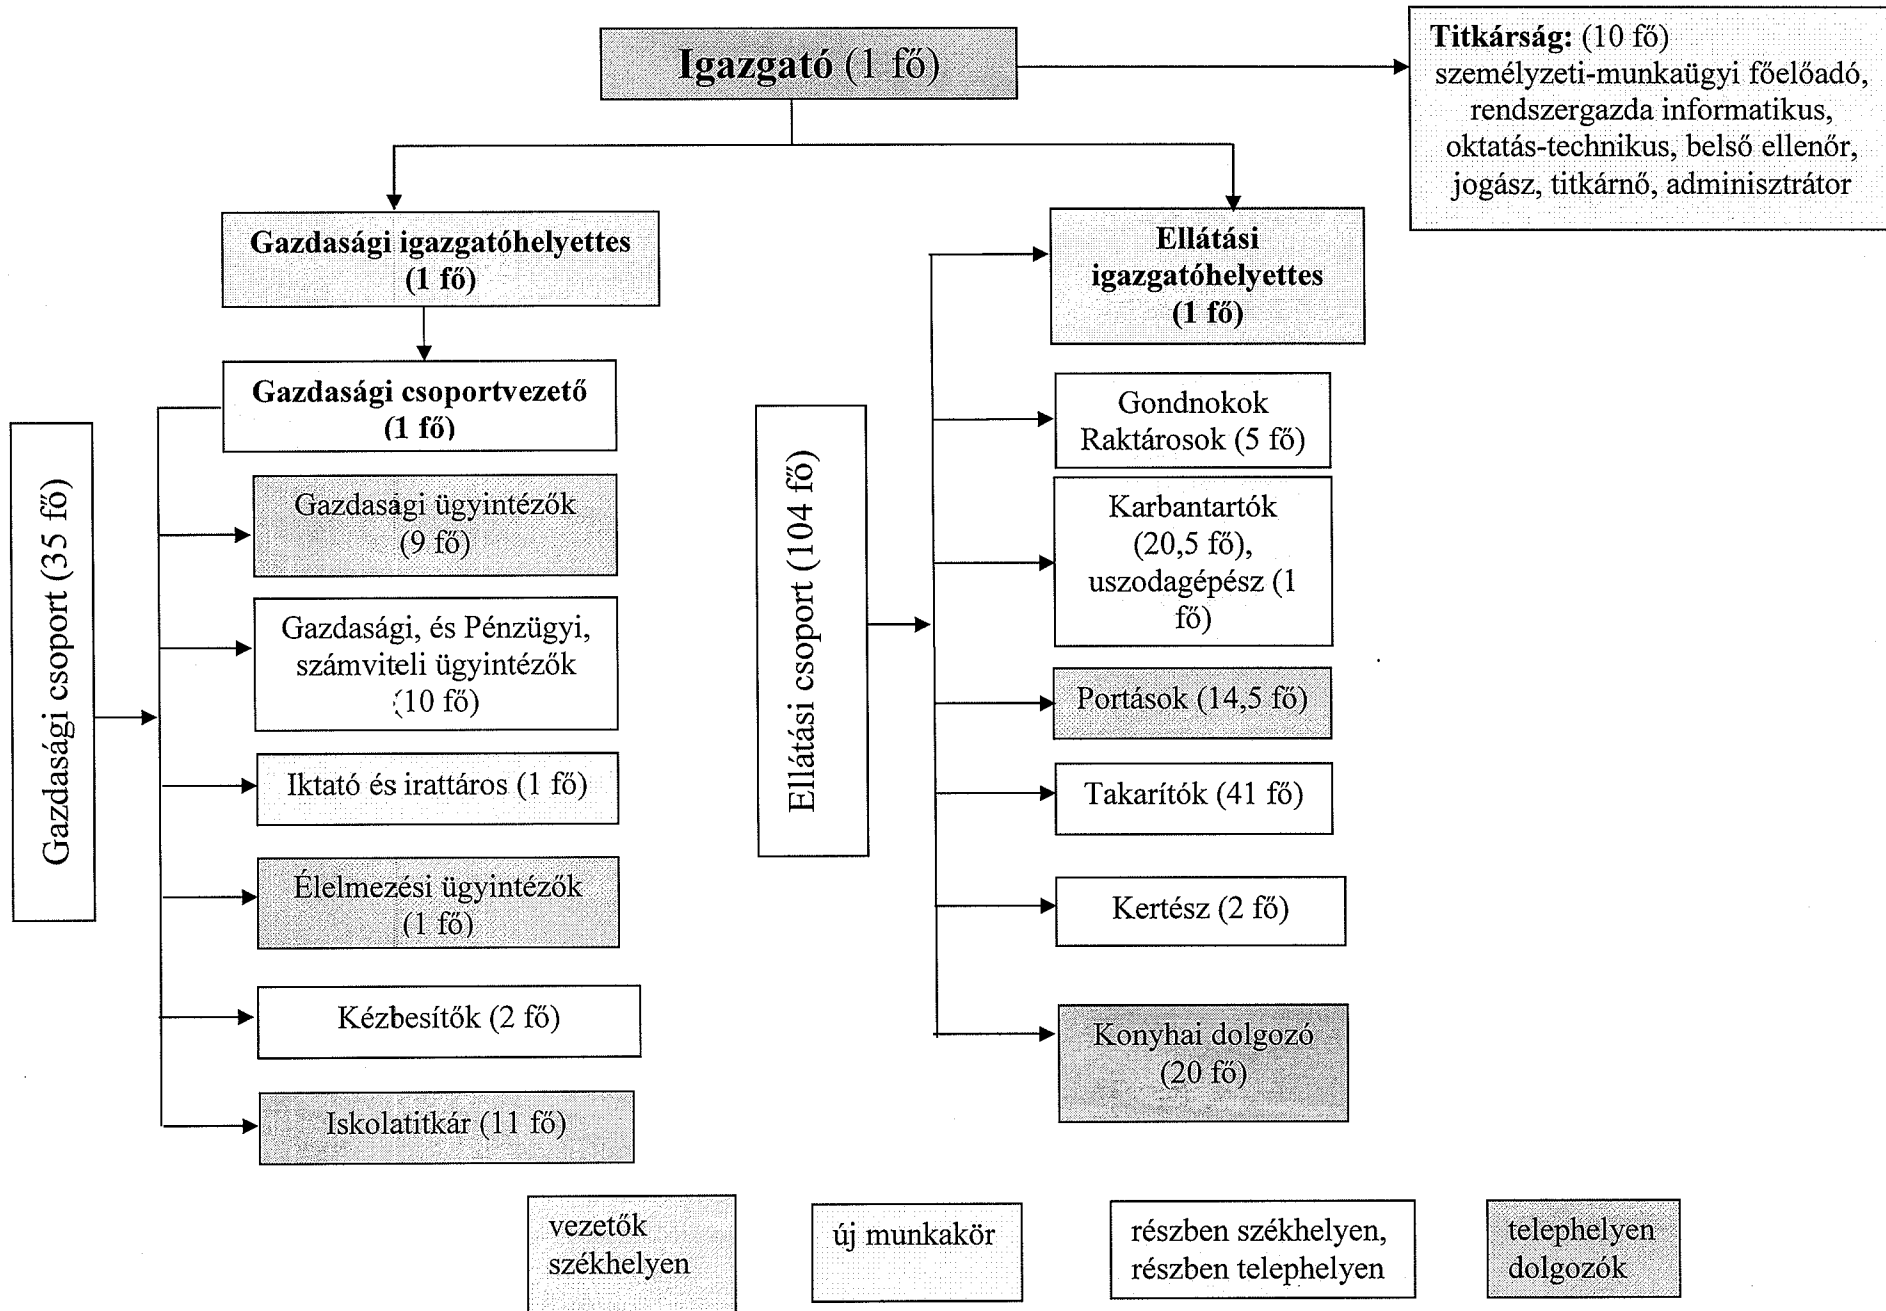 Igazgató (1 fő)
Titkárság: (10 fő)
személyzeti-munkaügyi főelőadó,
rendszergazda informatikus,
oktatás-technikus, belső ellenőr,
jogász, titkárnő, adminisztrátor
Gazdasági igazgatóhelyettes
(1 fő)
Gazdasági csoportvezető
(1 fő)
Gazdasági csoport (35 fő)
Gazdasági ügyintézők
(9 fő)
Gazdasági, és Pénzügyi,
számviteli ügyintézők
(10 fő)
Iktató és irattáros (1 fő)
Élelmezési ügyintézők
(1 fő)
Kézbesítők (2 fő)
Iskolatitkár (11 fő)
Ellátási
igazgatóhelyettes
(1 fő)
Ellátási csoport (104 fő)
Gondnokok
Raktárosok (5 fő)
Karbantartók
(20,5 fő),
uszodagépész (1
fő)
Portások (14,5 fő)
Takarítók (41 fő)
Kertész (2 fő)
Konyhai dolgozó
(20 fő)
vezetők
székhelyen
új munkakör
részben székhelyen,
részben telephelyen
telephelyen
dolgozók